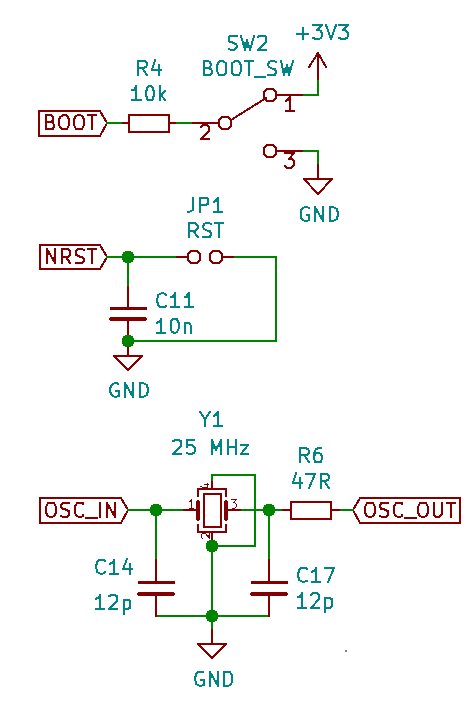 +3V3
SW2
BOOT_SW
R4
10k
BOOT
1
2
3
GND
JP1
RST
NRST
C11
10n
GND
Y1
25 MHz
R6
47R
OSC_IN
1
4
3
2
OSC_OUT
C14
12p
C17
12p
GND